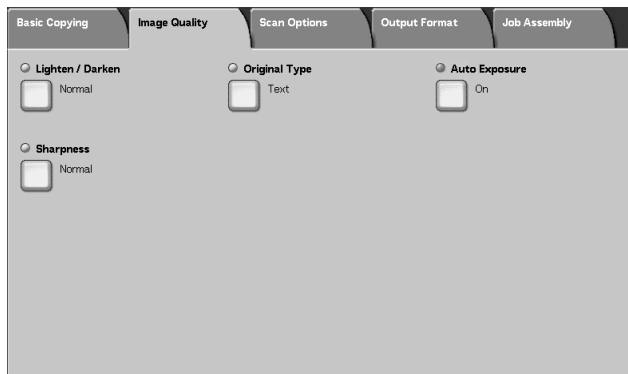 Basic Copying
Image Quality
Scan Options
Output Format
Job Assembly
Lighten / Darken
Normal
Original Type
Text
Auto Exposure
On
Sharpness
Normal